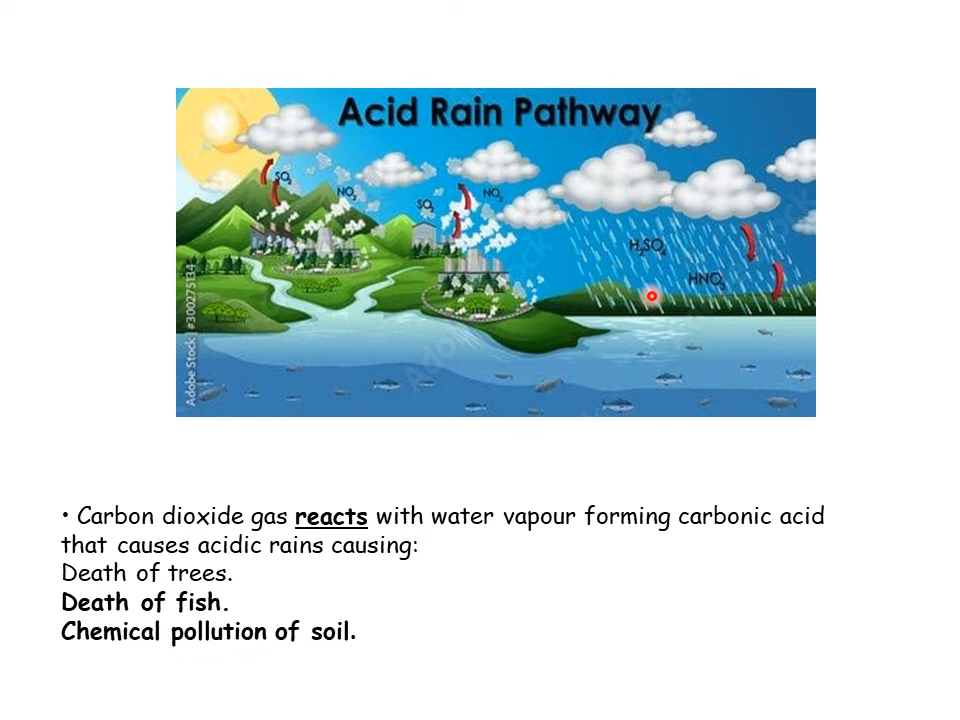 Acid Rain Pathway
SO₂
NO₃
SO₂
NO₂
H₂SO₄
HNO₃
Adobe Stock | #300275134
• Carbon dioxide gas reacts with water vapour forming carbonic acid
that causes acidic rains causing:
Death of trees.
Death of fish.
Chemical pollution of soil.